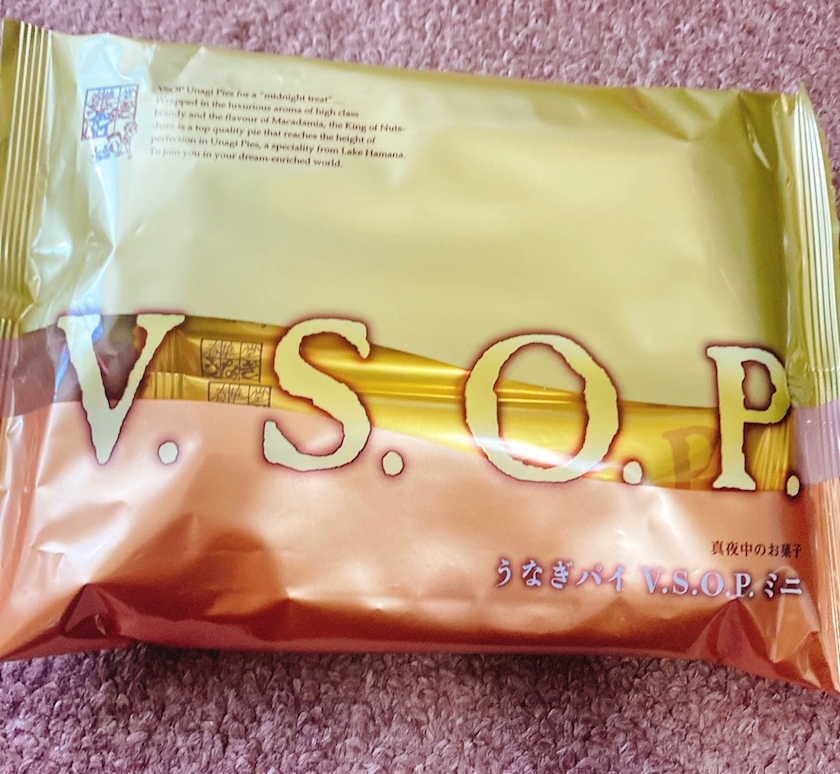 V.S.O.P. Unagi Pies for a "midnight treat"
Wrapped in the luxurious aroma of high class
brandy and the flavour of Macadamia, the King of Nuts-
here is a top quality pie that reaches the height of
perfection in Unagi Pies, a speciality from Lake Hamana.
To join you in your dream-enriched world.
V.S.O.P.
真夜中のお菓子
うなぎパイ V.S.O.P. ミニ